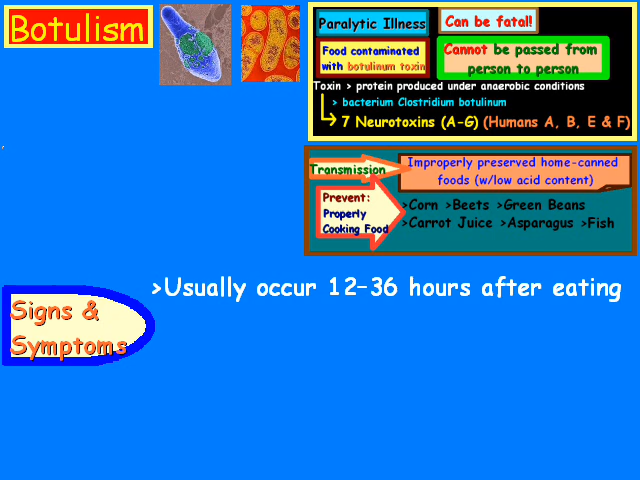 Botulism
Paralytic Illness
Can be fatal!
Food contaminated
with botulinum toxin
Cannot be passed from
person to person
Toxin > protein produced under anaerobic conditions
> bacterium Clostridium botulinum
7 Neurotoxins (A-G) (Humans A, B, E & F)
Transmission
Improperly preserved home-canned
foods (w/low acid content)
Prevent:
Properly
Cooking Food
>Corn >Beets >Green Beans
>Carrot Juice >Asparagus >Fish
Signs &
Symptoms
>Usually occur 12-36 hours after eating